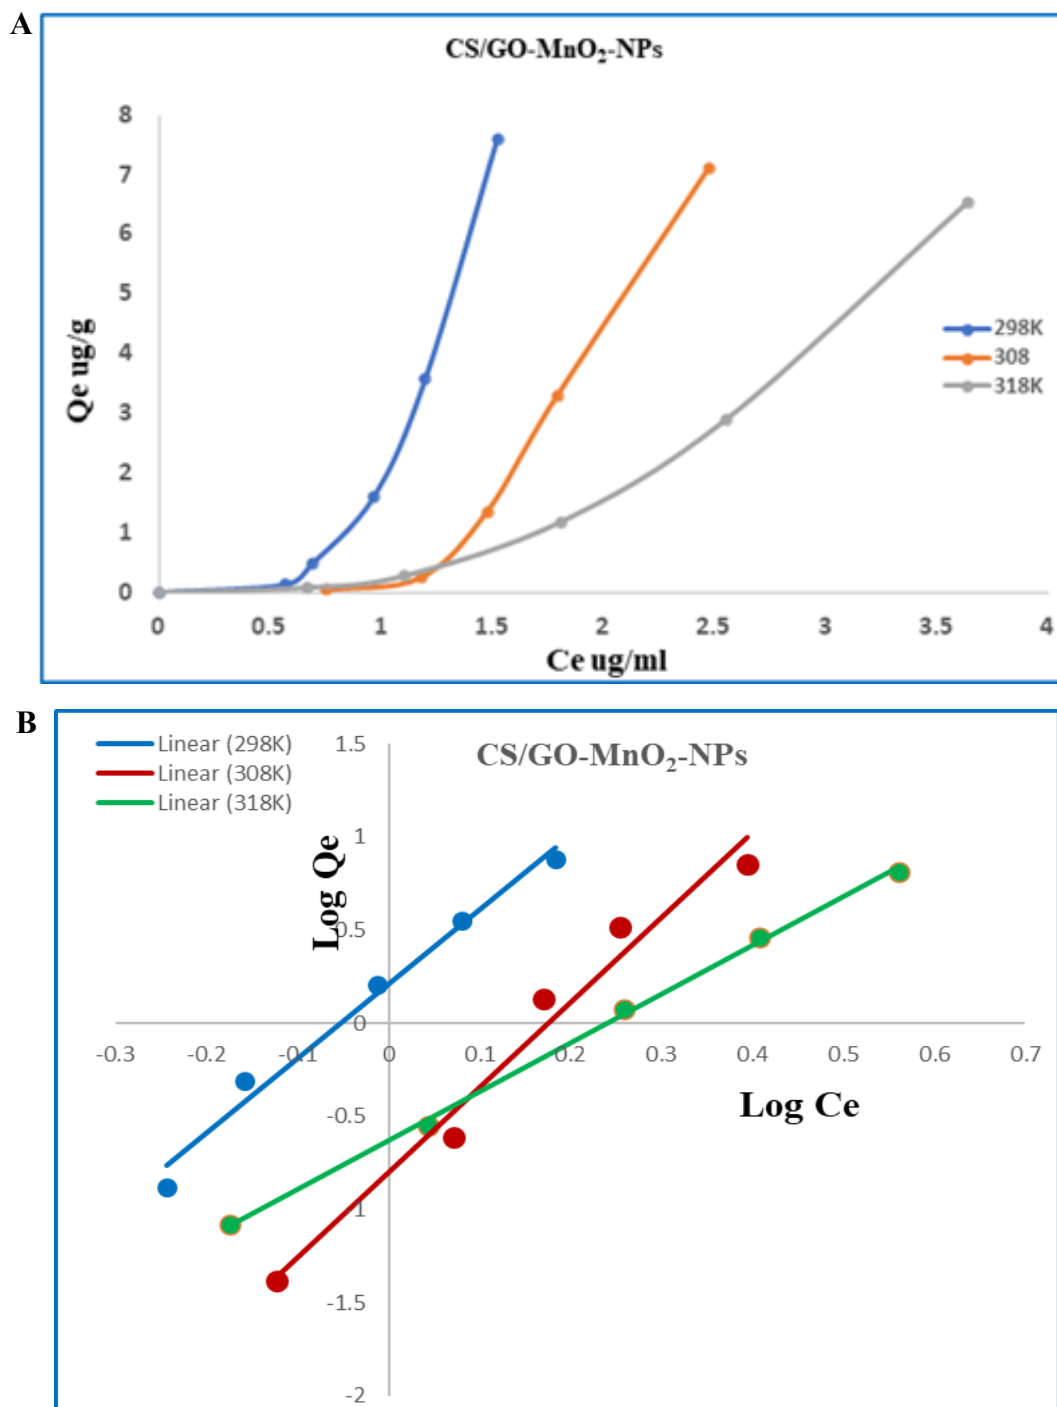 A
CS/GO-MnO₂-NPs
8
7
6
5
4
3
2
1
0
Qe ug/g
0 0.5 1 1.5 2 2.5 3 3.5 4
Ce ug/ml
298K
308
318K
B
Linear (298K)
Linear (308K)
Linear (318K)
CS/GO-MnO₂-NPs
Log Qe
1.5
1
0.5
0
-0.5
-1
-1.5
-2
-0.3 -0.2 -0.1 0 0.1 0.2 0.3 0.4 0.5 0.6 0.7
Log Ce